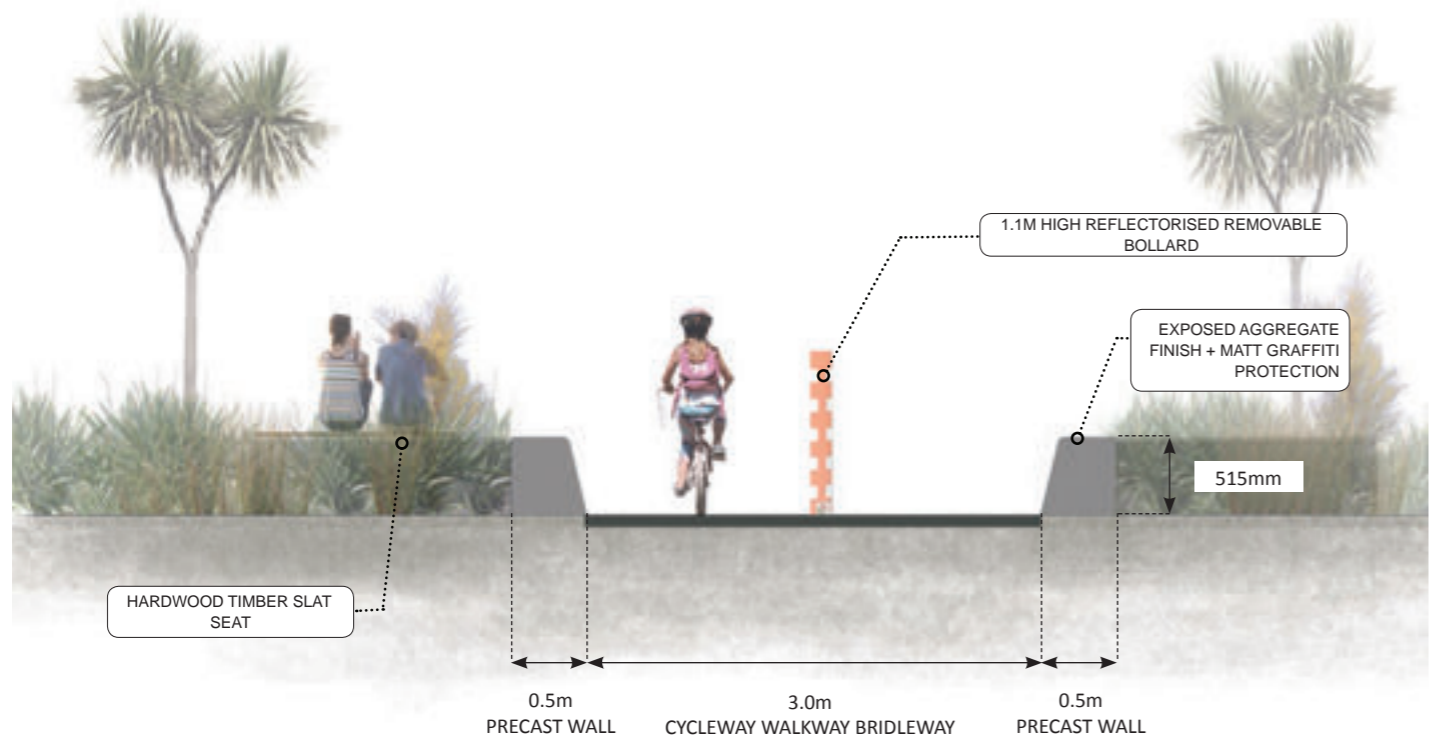 1.1M HIGH REFLECTORISED REMOVABLE
BOLLARD
EXPOSED AGGREGATE
FINISH + MATT GRAFFITI
PROTECTION
515mm
HARDWOOD TIMBER SLAT
SEAT
0.5m
PRECAST WALL
3.0m
CYCLEWAY WALKWAY BRIDLEWAY
0.5m
PRECAST WALL